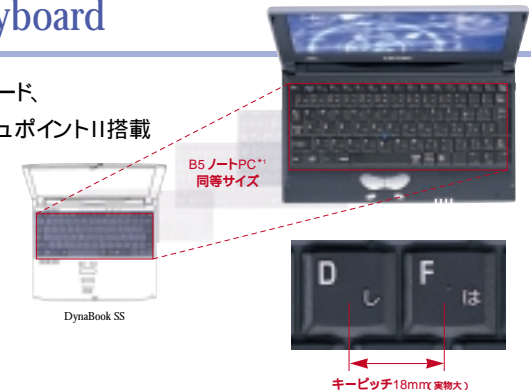 yboard
ード、
ュポイントII搭載
B5 ノートPC*1
同等サイズ
DynaBook SS
D
し
F
は
キーピッチ18mm(実物大)